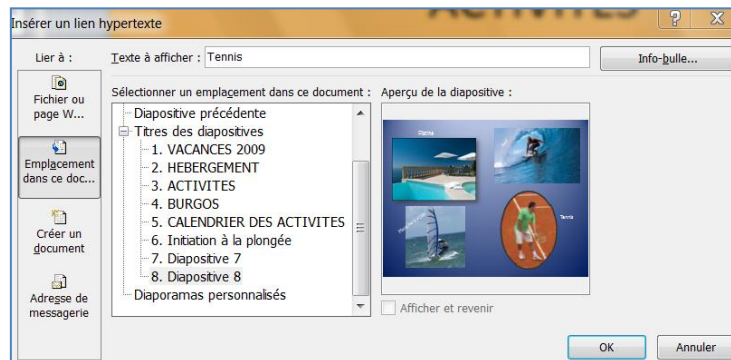 ACTIVITES
Insérer un lien hypertexte
Lier à :
Texte à afficher : Tennis
Info-bulle...
Fichier ou
page W...
Emplacement
dans ce doc...
Créer un
document
Adresse de
messagerie
Sélectionner un emplacement dans ce document :
Diapositive précédente
Titres des diapositives
1. VACANCES 2009
2. HEBERGEMENT
3. ACTIVITES
4. BURGOS
5. CALENDRIER DES ACTIVITES
6. Initiation à la plongée
7. Diapositive 7
8. Diapositive 8
Diaporamas personnalisés
Aperçu de la diapositive :
Piscine
Tennis
Afficher et revenir
OK
Annuler